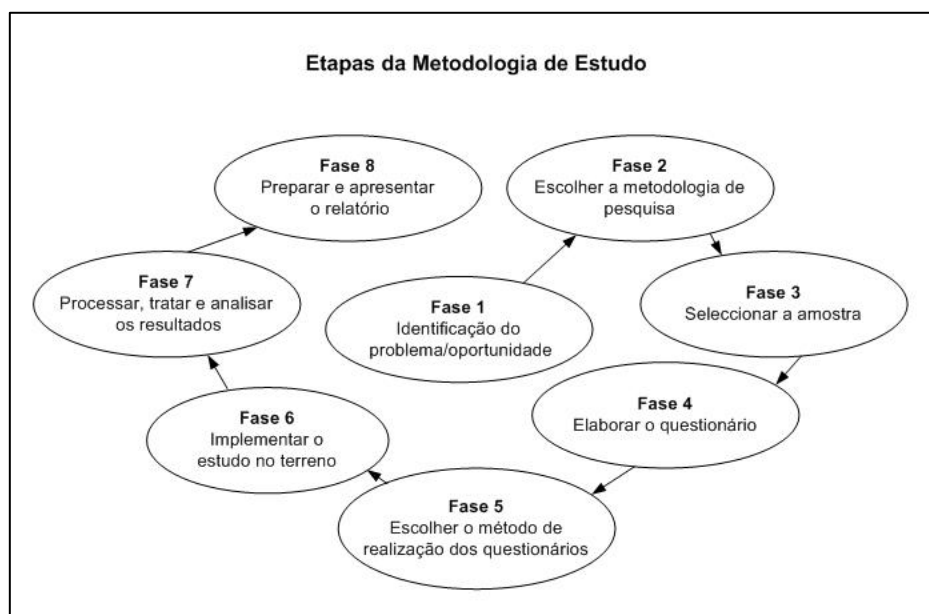 Etapas da Metodologia de Estudo
Fase 1
Identificação do
problema/oportunidade
Fase 2
Escolher a metodologia de
pesquisa
Fase 3
Seleccionar a amostra
Fase 4
Elaborar o questionário
Fase 5
Escolher o método de
realização dos questionários
Fase 6
Implementar o
estudo no terreno
Fase 7
Processar, tratar e analisar
os resultados
Fase 8
Preparar e apresentar
o relatório